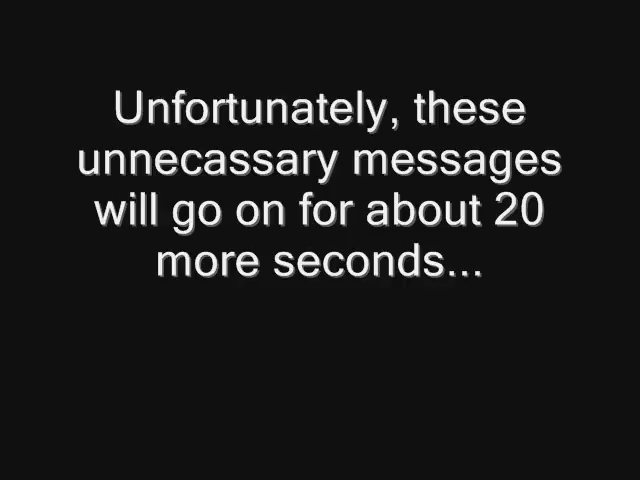 Unfortunately, these
unnecassary messages
will go on for about 20
more seconds...